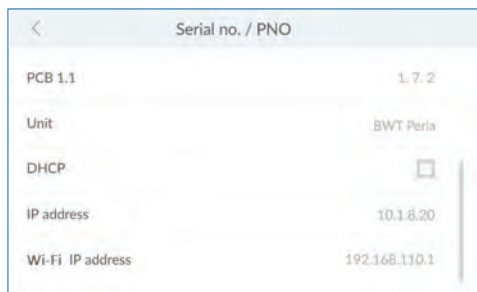 Serial no. / PNO
PCB 1.1 1. 7. 2
Unit BWT Perla
DHCP
IP address 10.1.8.20
Wi-Fi IP address 192.168.110.1